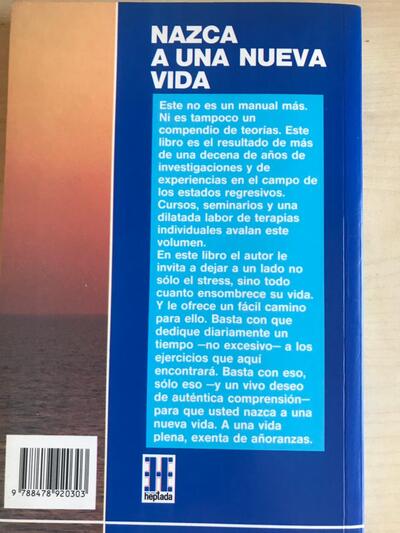 NAZCA
A UNA NUEVA
VIDA
Este no es un manual más.
Ni es tampoco un
compendio de teorías. Este
libro es el resultado de más
de una decena de años de
investigaciones y de
experiencias en el campo de
los estados regresivos.
Cursos, seminarios y una
dilatada labor de terapias
individuales avalan este
volumen.
En este libro el autor le
invita a dejar a un lado no
sólo el stress, sino todo
cuanto ensombrece su vida.
Y le ofrece un fácil camino
para ello. Basta con que
dedique diariamente un
tiempo —no excesivo— a los
ejercicios que aquí
encontrará. Basta con eso,
sólo eso —y un vivo deseo
de auténtica comprensión—
para que usted nazca a una
nueva vida. A una vida
plena, exenta de añoranzas.
9 788478 920303
heptada